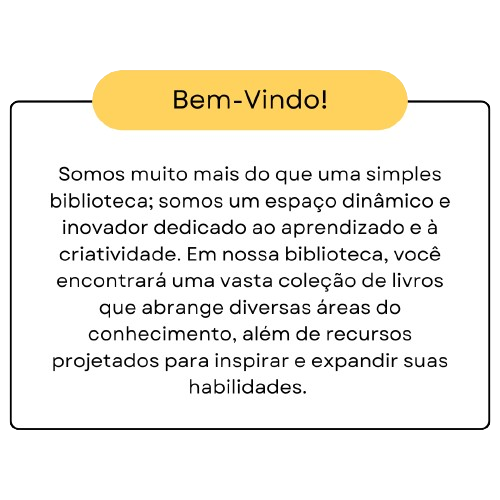 Bem-Vindo!
Somos muito mais do que uma simples
biblioteca; somos um espaço dinâmico e
inovador dedicado ao aprendizado e à
criatividade. Em nossa biblioteca, você
encontrará uma vasta coleção de livros
que abrange diversas áreas do
conhecimento, além de recursos
projetados para inspirar e expandir suas
habilidades.